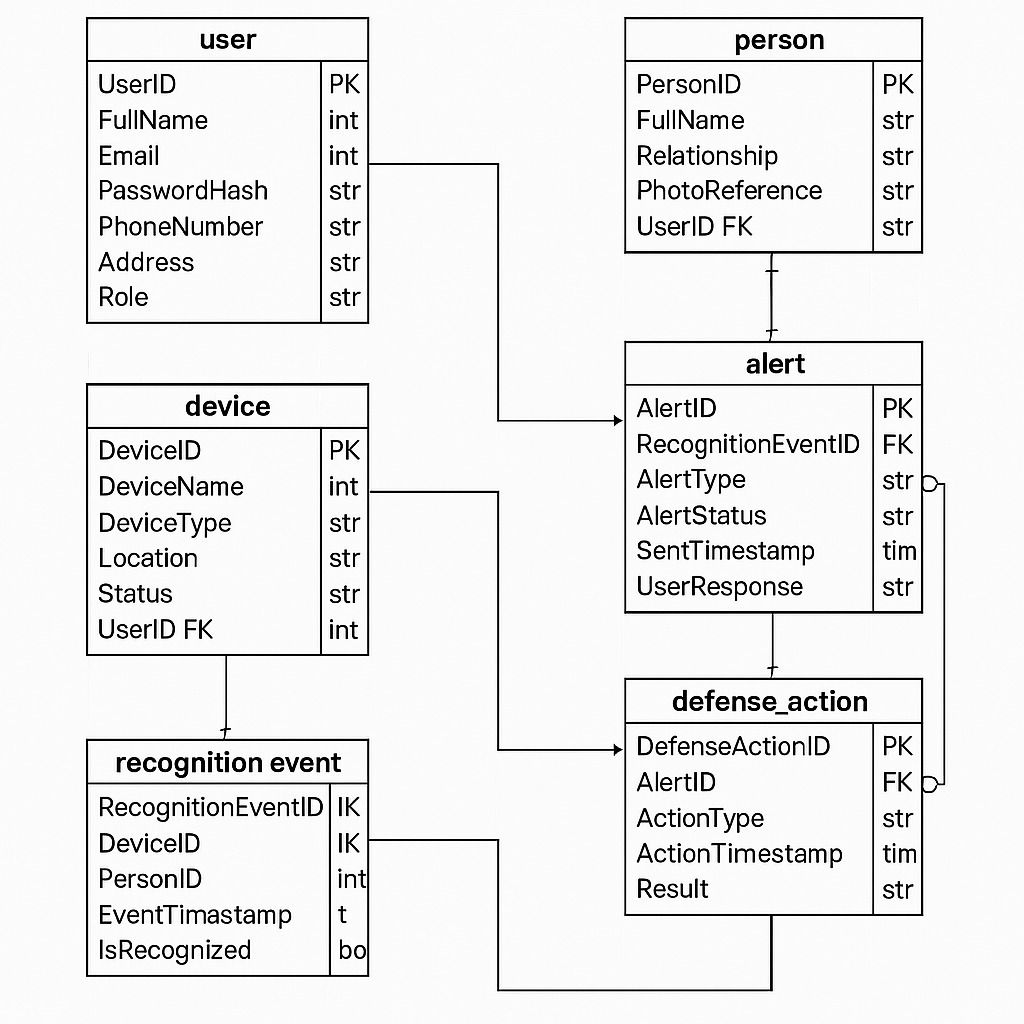 user
UserID PK
FullName int
Email int
PasswordHash str
PhoneNumber str
Address str
Role str
person
PersonID PK
FullName str
Relationship str
PhotoReference str
UserID FK str
device
DeviceID PK
DeviceName int
DeviceType str
Location str
Status str
UserID FK int
alert
AlertID PK
RecognitionEventID FK
AlertType str
AlertStatus str
SentTimestamp tim
UserResponse str
recognition event
RecognitionEventID IK
DeviceID IK
PersonID int
EventTimastamp t
IsRecognized bo
defense_action
DefenseActionID PK
AlertID FK
ActionType str
ActionTimestamp tim
Result str